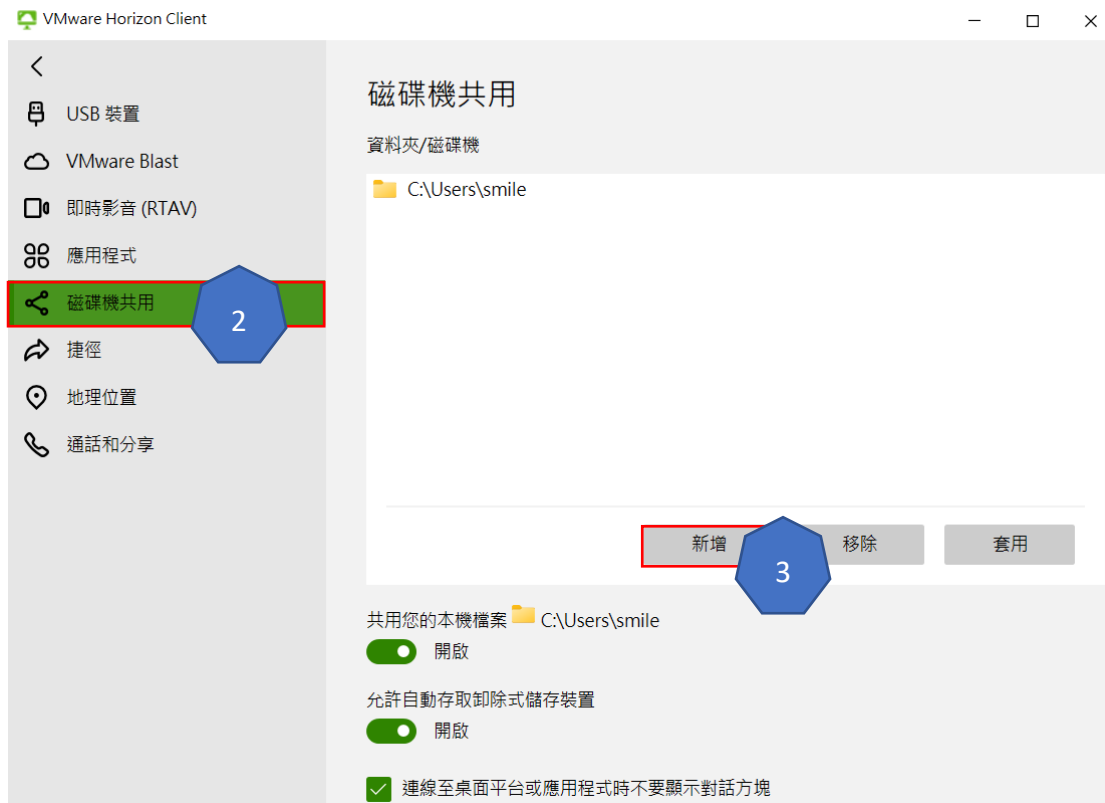 VMware Horizon Client
USB 裝置
VMware Blast
即時影音 (RTAV)
應用程式
磁碟機共用
2
捷徑
地理位置
通話和分享
磁碟機共用
資料夾/磁碟機
C:\Users\smile
新增
3
移除
套用
共用您的本機檔案 C:\Users\smile
開啟
允許自動存取卸除式儲存裝置
開啟
連線至桌面平台或應用程式時不要顯示對話方塊